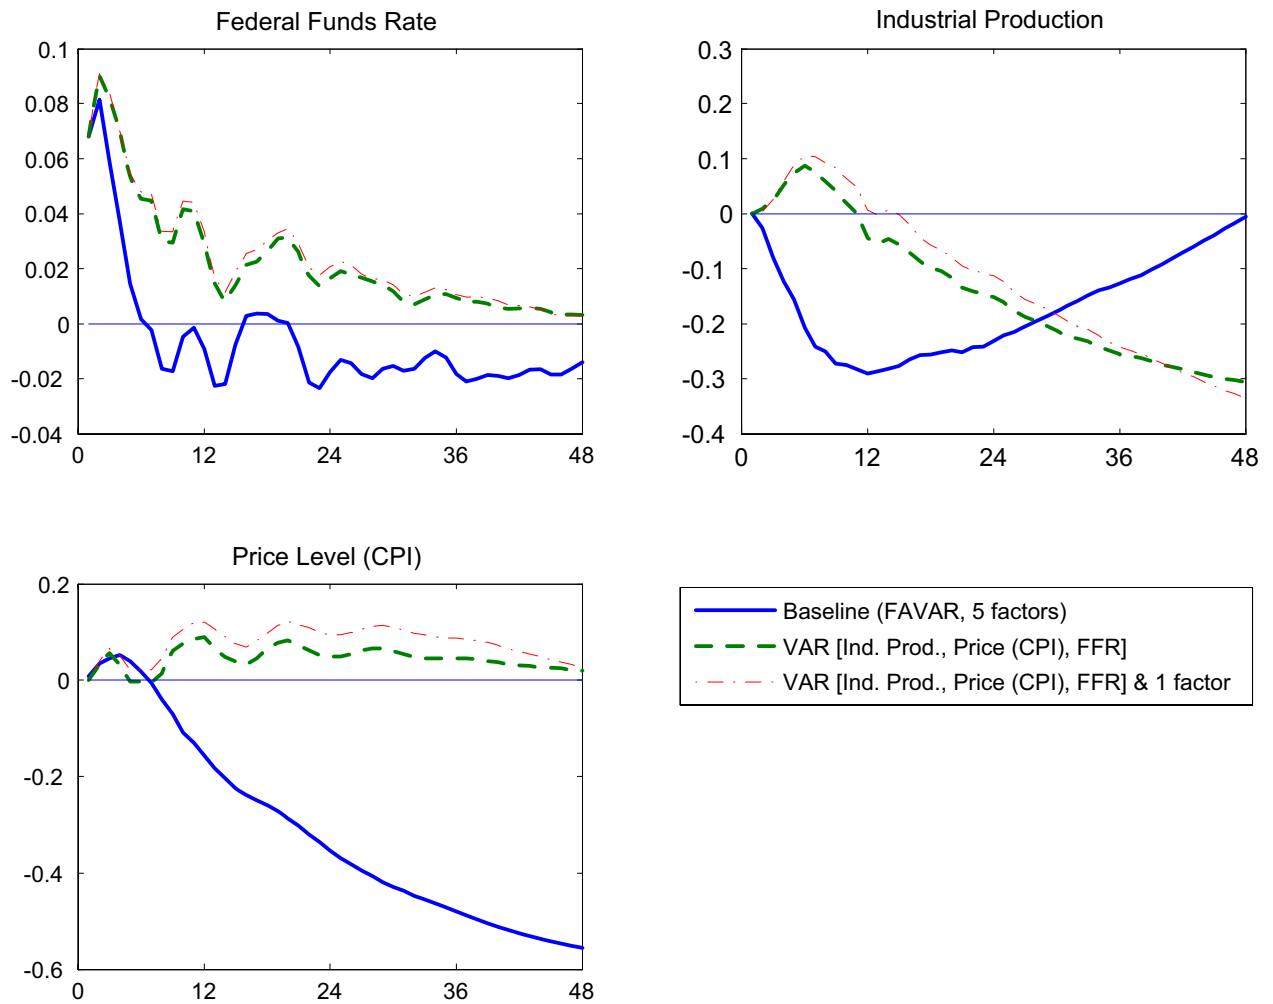 Federal Funds Rate
0.1
0.08
0.06
0.04
0.02
0
-0.02
-0.04
0 12 24 36 48
Industrial Production
0.3
0.2
0.1
0
-0.1
-0.2
-0.3
-0.4
0 12 24 36 48
Price Level (CPI)
0.2
0
-0.2
-0.4
-0.6
0 12 24 36 48
Baseline (FAVAR, 5 factors)
VAR [Ind. Prod., Price (CPI), FFR]
VAR [Ind. Prod., Price (CPI), FFR] & 1 factor